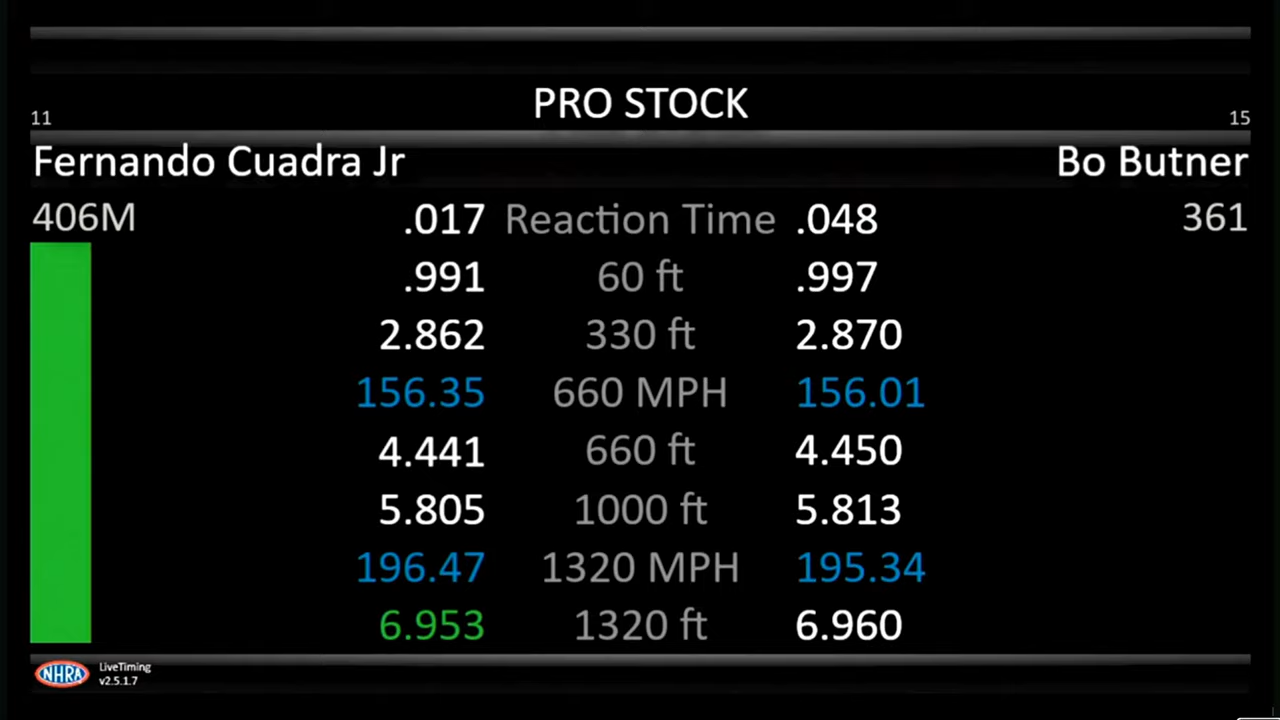 PRO STOCK
11 15
Fernando Cuadra Jr Bo Butner
406M .017 Reaction Time .048 361
.991 60 ft .997
2.862 330 ft 2.870
156.35 660 MPH 156.01
4.441 660 ft 4.450
5.805 1000 ft 5.813
196.47 1320 MPH 195.34
6.953 1320 ft 6.960
NHRA LiveTiming
v2.5.1.7